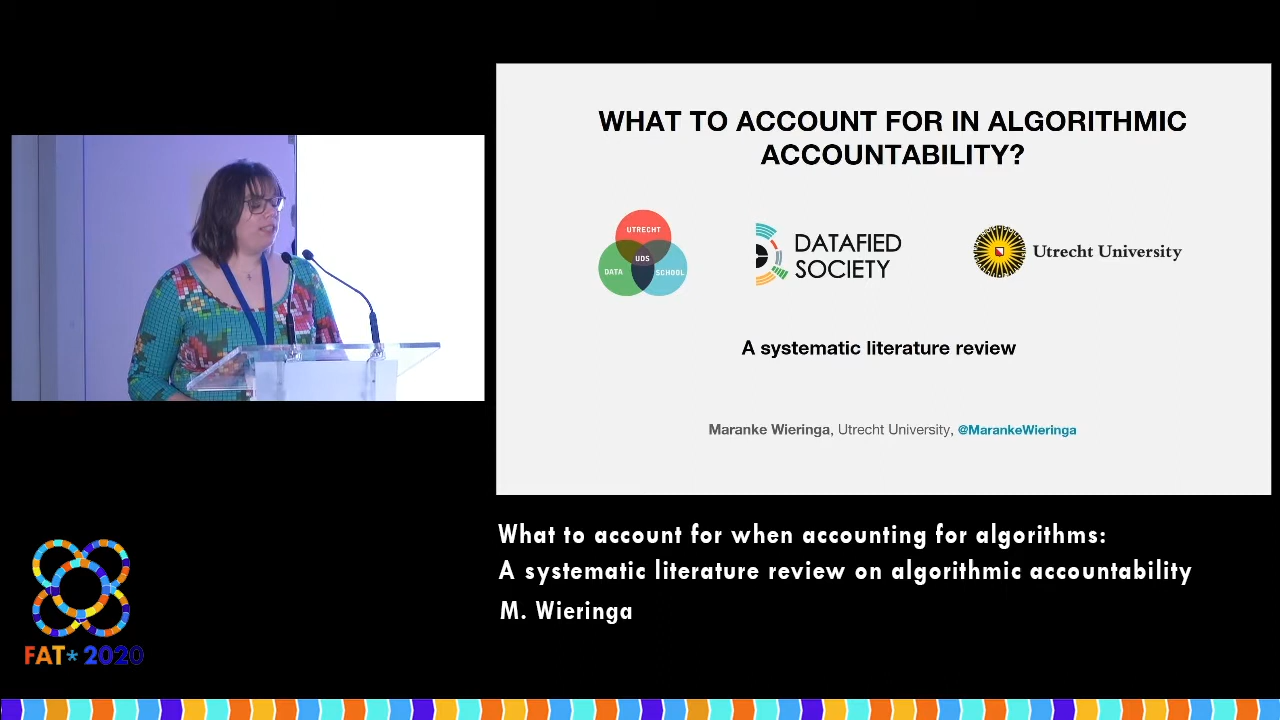 WHAT TO ACCOUNT FOR IN ALGORITHMIC
ACCOUNTABILITY?
UTRECHT
DATA
UDS
SCHOOL
DATAFIED
SOCIETY
Utrecht University
A systematic literature review
Maranke Wieringa, Utrecht University, @MarankeWieringa
What to account for when accounting for algorithms:
A systematic literature review on algorithmic accountability
M. Wieringa
FAT* 2020